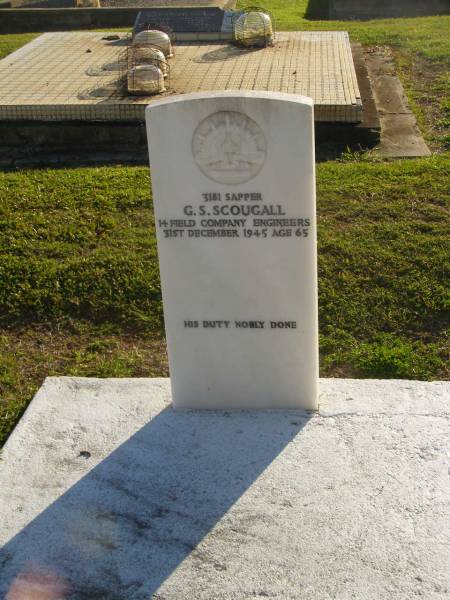 3181 SAPPER
G. S. SCOUGALL
14 FIELD COMPANY ENGINEERS
31ST DECEMBER 1945 AGE 65
HIS DUTY NOBLY DONE